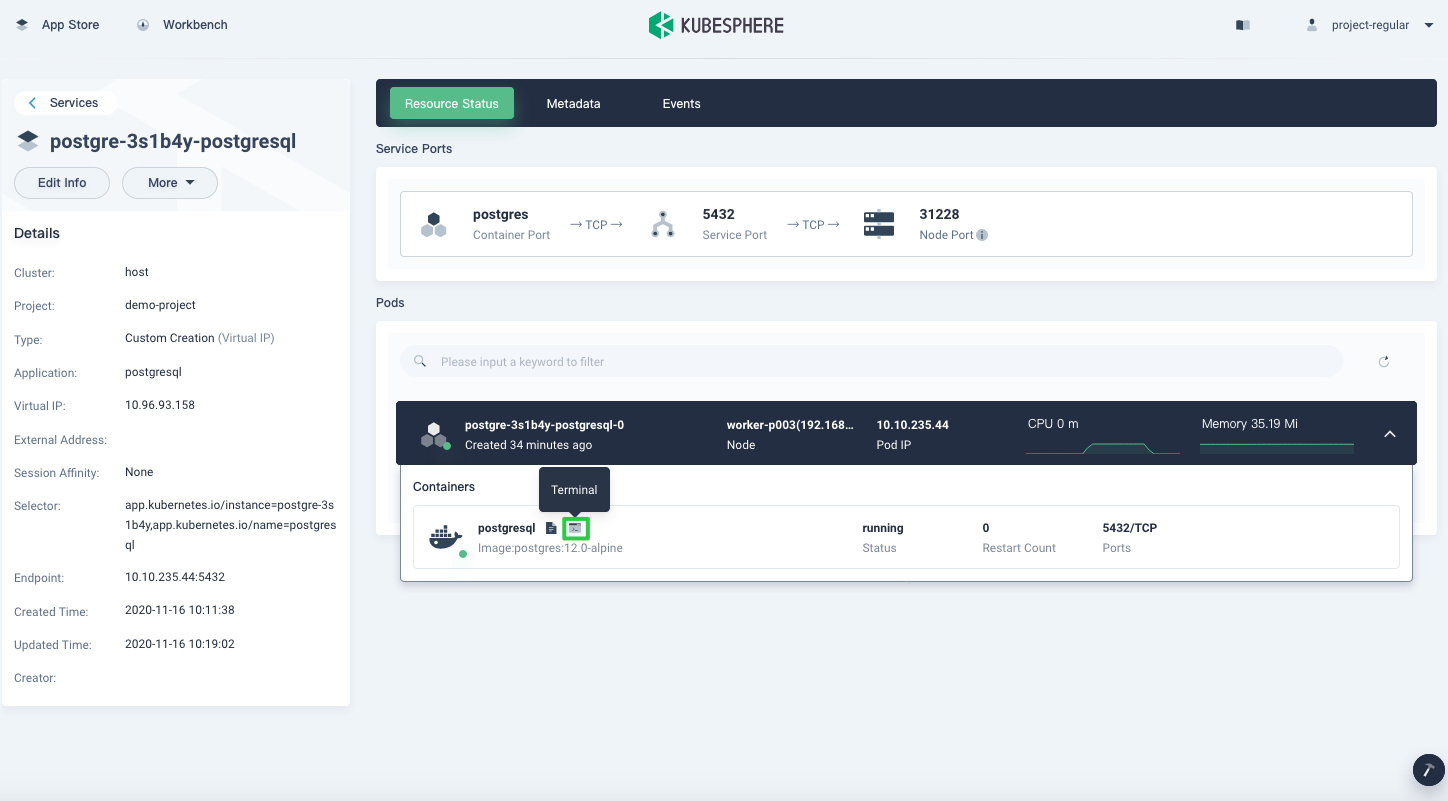 App Store
Workbench
KUBESPHERE
project-regular
Services
postgre-3s1b4y-postgresql
Edit Info
More
Details
Cluster: host
Project: demo-project
Type: Custom Creation (Virtual IP)
Application: postgresql
Virtual IP: 10.96.93.158
External Address:
Session Affinity: None
Selector: app.kubernetes.io/instance=postgre-3s
1b4y,app.kubernetes.io/name=postgres
ql
Endpoint: 10.10.235.44:5432
Created Time: 2020-11-16 10:11:38
Updated Time: 2020-11-16 10:19:02
Creator:
Resource Status
Metadata
Events
Service Ports
postgres
Container Port
TCP
5432
Service Port
TCP
31228
Node Port
Pods
Please input a keyword to filter
postgre-3s1b4y-postgresql-0
Created 34 minutes ago
worker-p003(192.168...
Node
10.10.235.44
Pod IP
CPU 0 m
Memory 35.19 Mi
Containers
Terminal
postgresql
Image:postgres:12.0-alpine
running
Status
0
Restart Count
5432/TCP
Ports